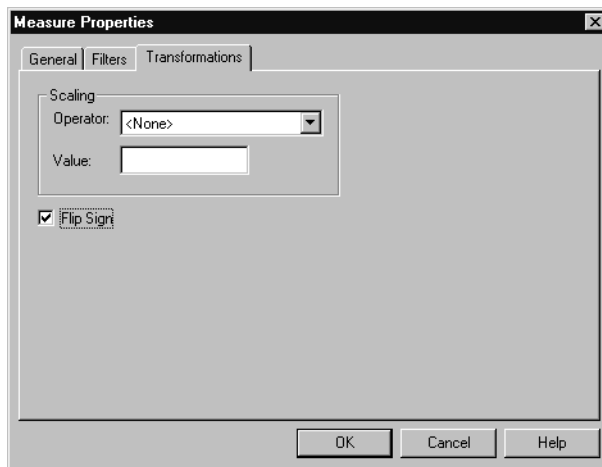 Measure Properties
General Filters Transformations
Scaling
Operator: <None>
Value:
Flip Sign
OK Cancel Help